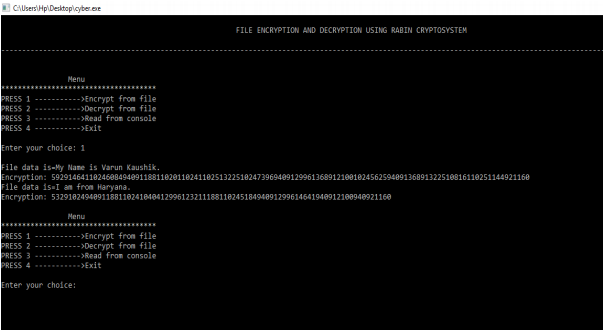 C:\Users\Hp\Desktop\cyber.exe
FILE ENCRYPTION AND DECRYPTION USING RABIN CRYPTOSYSTEM
Menu
*************************************
PRESS 1 ----------->Encrypt from file
PRESS 2 ----------->Decrypt from file
PRESS 3 ----------->Read from console
PRESS 4 ----------->Exit
Enter your choice: 1
File data is=My Name is Varun Kaushik.
Encryption:
File data is=I am from Haryana.
Encryption:
Menu
*************************************
PRESS 1 ----------->Encrypt from file
PRESS 2 ----------->Decrypt from file
PRESS 3 ----------->Read from console
PRESS 4 ----------->Exit
Enter your choice: